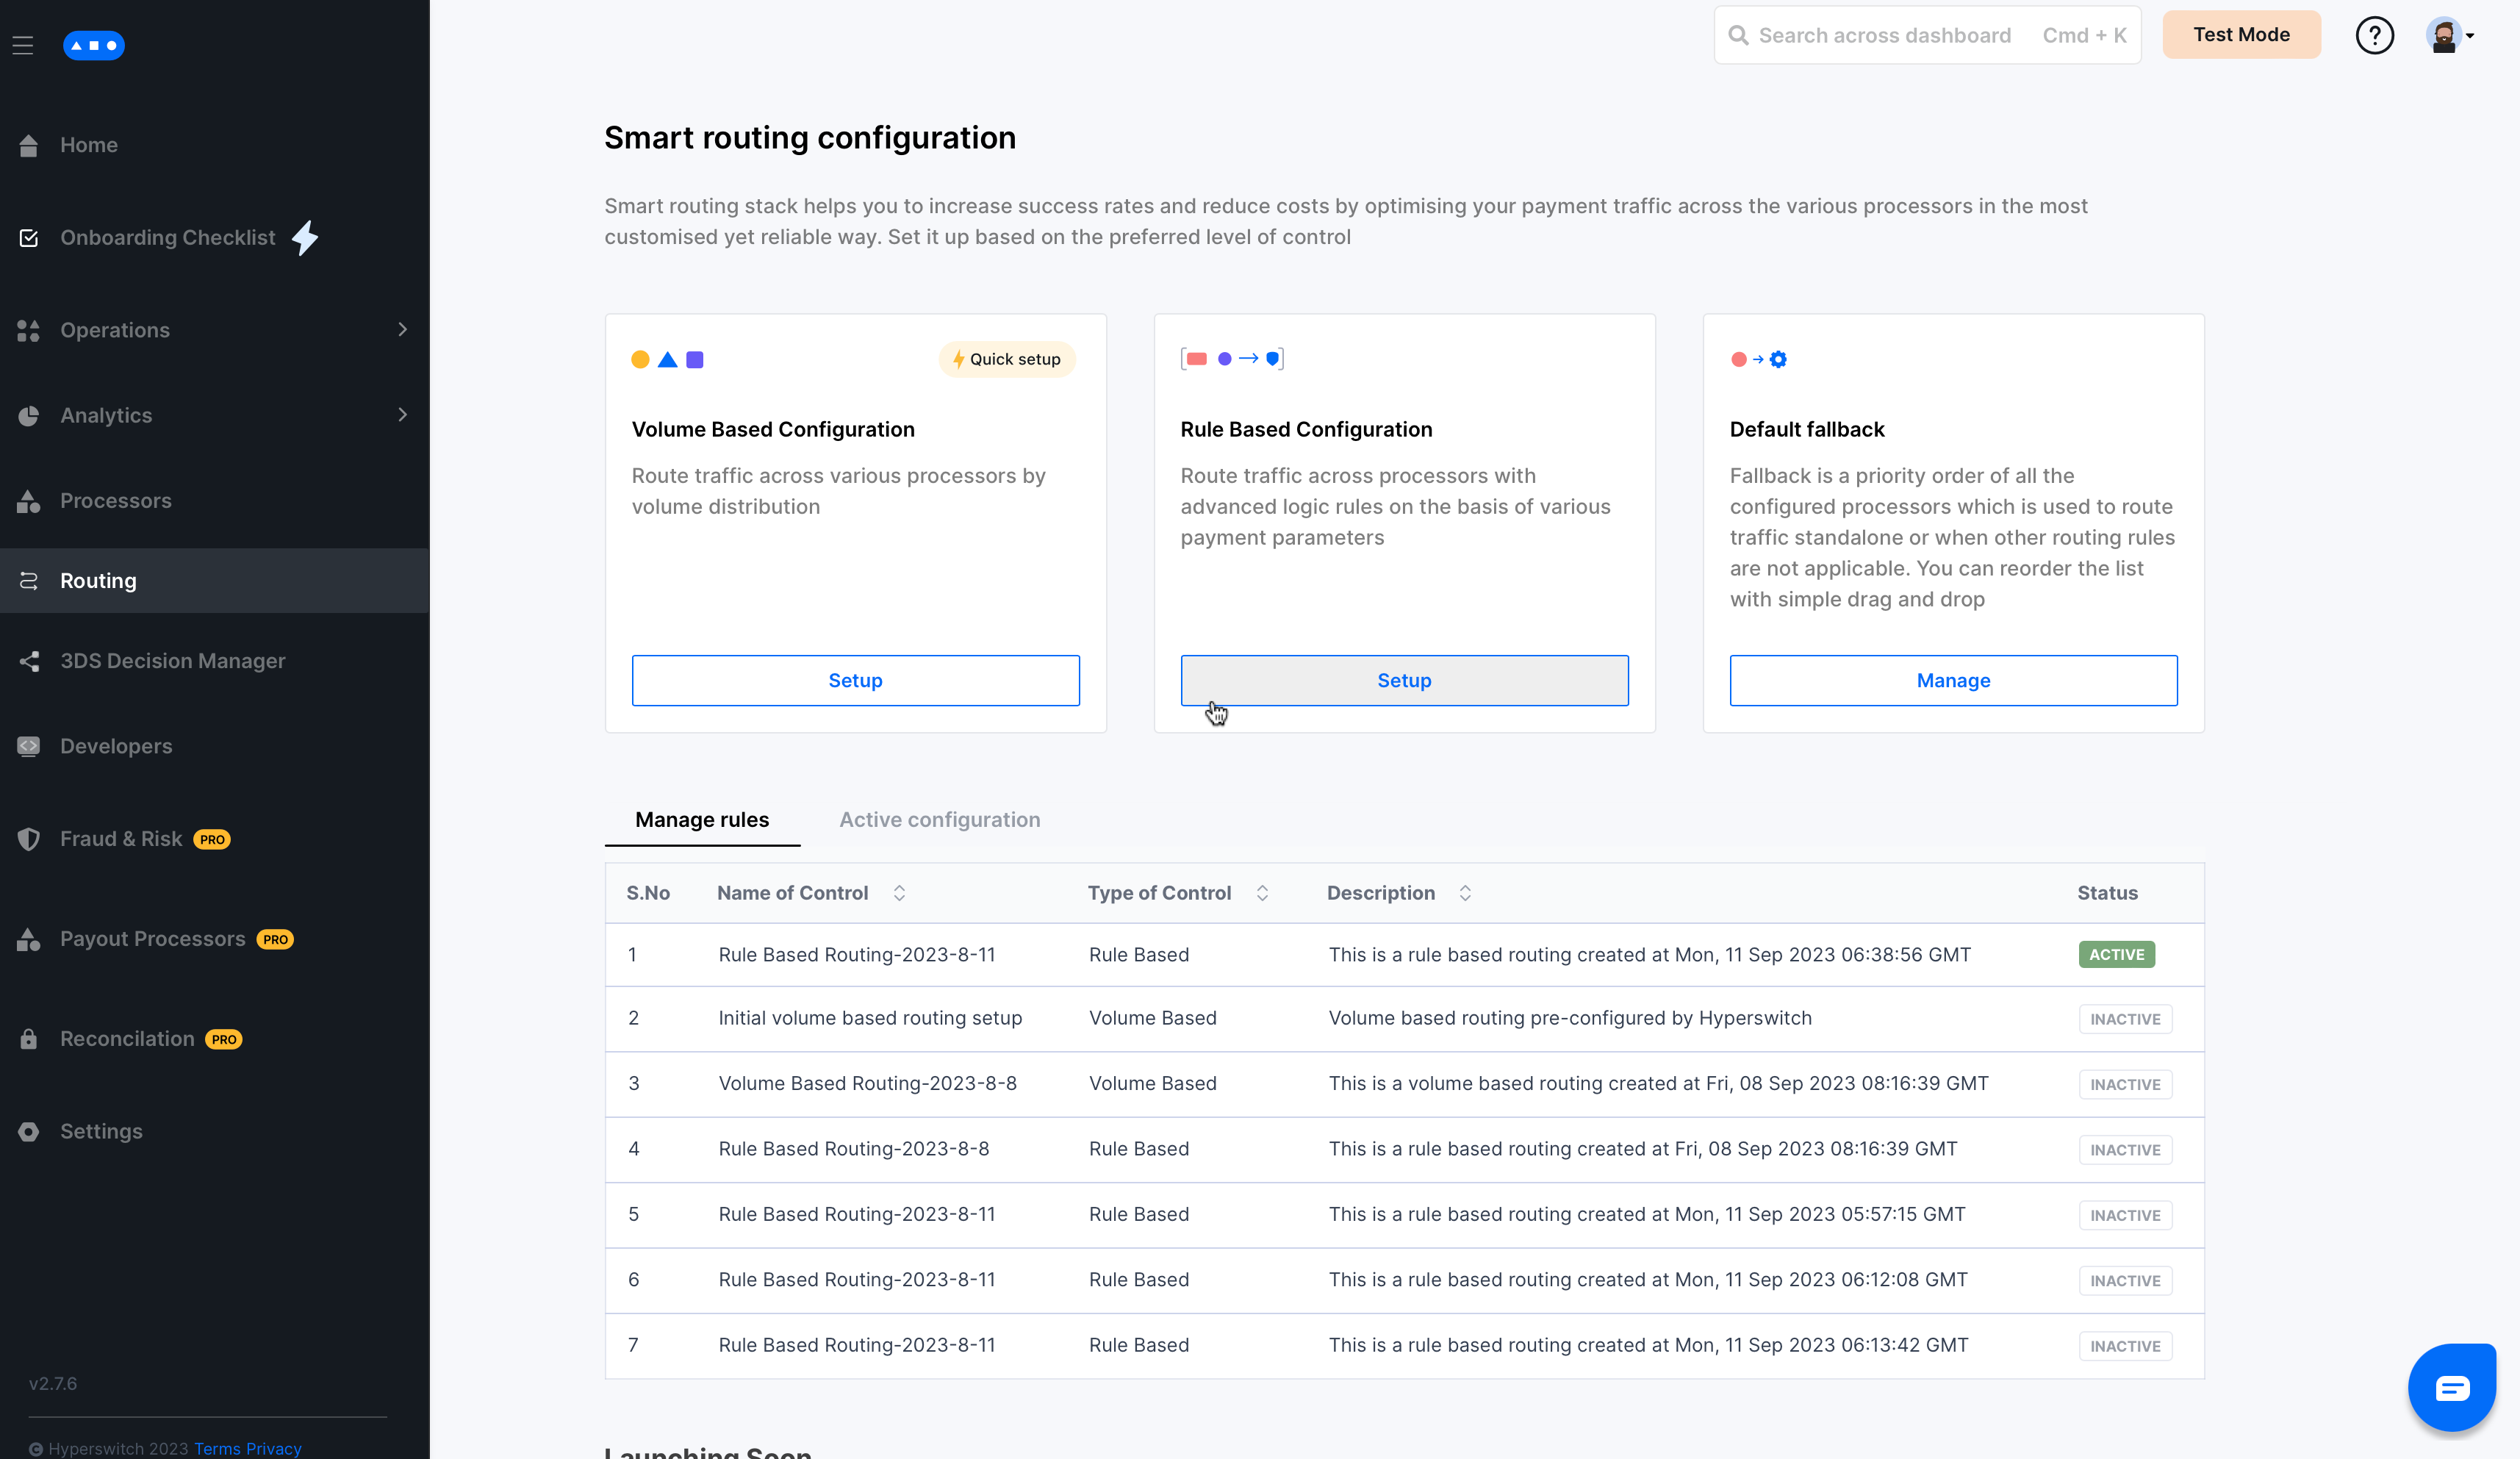 Search across dashboard Cmd + K
Test Mode
?
Home
Onboarding Checklist
Operations
Analytics
Processors
Routing
3DS Decision Manager
Developers
Fraud & Risk PRO
Payout Processors PRO
Reconcilation PRO
Settings
v2.7.6
© Hyperswitch 2023 Terms Privacy
Smart routing configuration
Smart routing stack helps you to increase success rates and reduce costs by optimising your payment traffic across the various processors in the most
customised yet reliable way. Set it up based on the preferred level of control
Quick setup
Volume Based Configuration
Route traffic across various processors by
volume distribution
Setup
Rule Based Configuration
Route traffic across processors with
advanced logic rules on the basis of various
payment parameters
Setup
Default fallback
Fallback is a priority order of all the
configured processors which is used to route
traffic standalone or when other routing rules
are not applicable. You can reorder the list
with simple drag and drop
Manage
Manage rules Active configuration
S.No Name of Control Type of Control Description Status
1 Rule Based Routing-2023-8-11 Rule Based This is a rule based routing created at Mon, 11 Sep 2023 06:38:56 GMT ACTIVE
2 Initial volume based routing setup Volume Based Volume based routing pre-configured by Hyperswitch INACTIVE
3 Volume Based Routing-2023-8-8 Volume Based This is a volume based routing created at Fri, 08 Sep 2023 08:16:39 GMT INACTIVE
4 Rule Based Routing-2023-8-8 Rule Based This is a rule based routing created at Fri, 08 Sep 2023 08:16:39 GMT INACTIVE
5 Rule Based Routing-2023-8-11 Rule Based This is a rule based routing created at Mon, 11 Sep 2023 05:57:15 GMT INACTIVE
6 Rule Based Routing-2023-8-11 Rule Based This is a rule based routing created at Mon, 11 Sep 2023 06:12:08 GMT INACTIVE
7 Rule Based Routing-2023-8-11 Rule Based This is a rule based routing created at Mon, 11 Sep 2023 06:13:42 GMT INACTIVE
Launching Soon